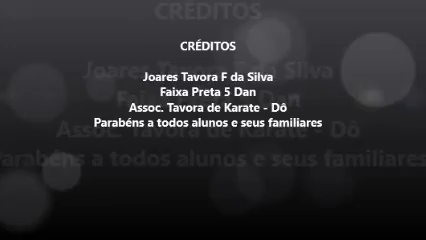 CRÉDITOS
Joares Tavora F da Silva
Faixa Preta 5 Dan
Assoc. Tavora de Karate - Dô
Parabéns a todos alunos e seus familiares